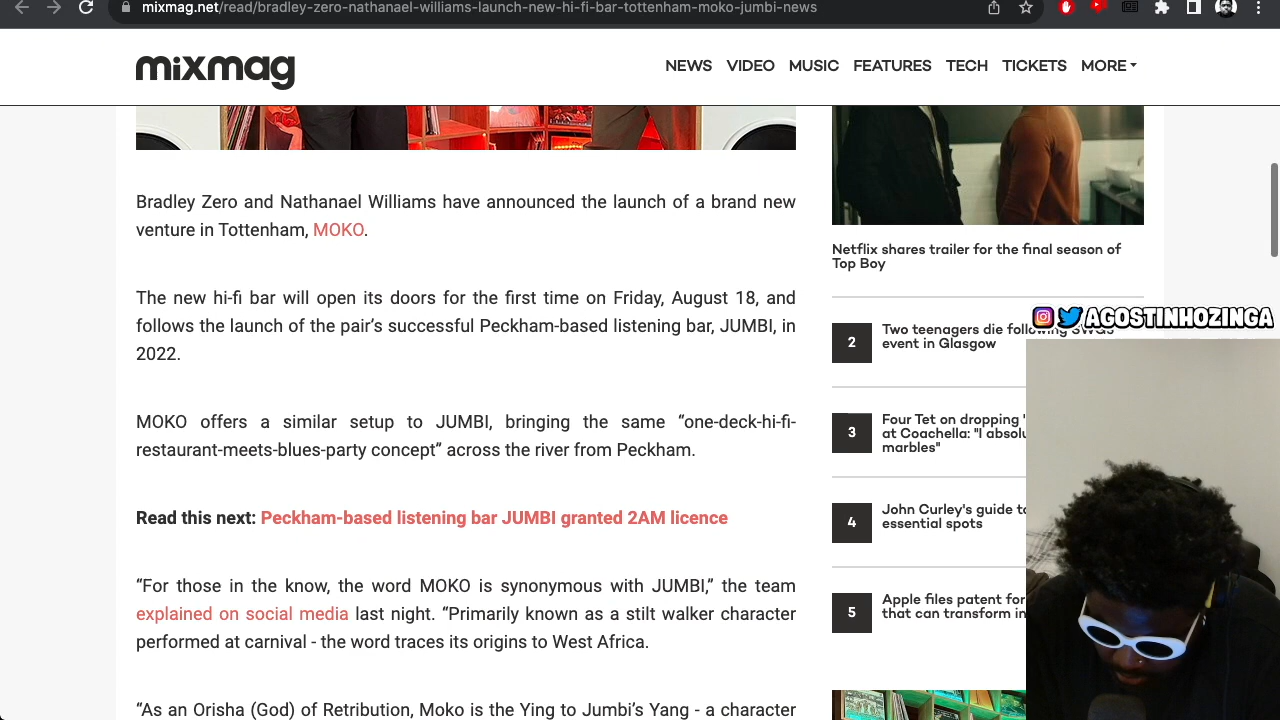 mixmag.net/read/bradley-zero-nathanael-williams-launch-new-hi-fi-bar-tottenham-moko-jumbi-news
mixmag
NEWS VIDEO MUSIC FEATURES TECH TICKETS MORE
Bradley Zero and Nathanael Williams have announced the launch of a brand new
venture in Tottenham, MOKO.
The new hi-fi bar will open its doors for the first time on Friday, August 18, and
follows the launch of the pair’s successful Peckham-based listening bar, JUMBI, in
2022.
MOKO offers a similar setup to JUMBI, bringing the same “one-deck-hi-fi-
restaurant-meets-blues-party concept” across the river from Peckham.
Read this next: Peckham-based listening bar JUMBI granted 2AM licence
“For those in the know, the word MOKO is synonymous with JUMBI,” the team
explained on social media last night. “Primarily known as a stilt walker character
performed at carnival - the word traces its origins to West Africa.
“As an Orisha (God) of Retribution, Moko is the Ying to Jumbi’s Yang - a character
Netflix shares trailer for the final season of
Top Boy
@AGOSTINHOZINGA
2
Two teenagers die following SWG3
event in Glasgow
3
Four Tet on dropping '
at Coachella: "I absolu
marbles"
4
John Curley's guide to
essential spots
5
Apple files patent for
that can transform in